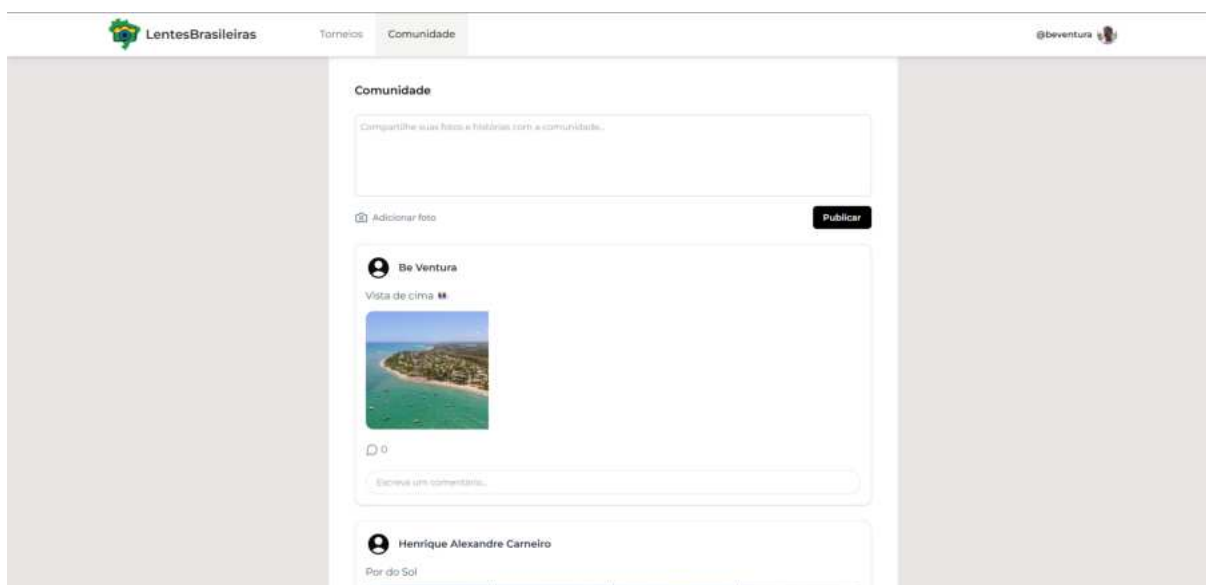 LentesBrasileiras Torneios Comunidade @beventura
Comunidade
Compartilhe suas fotos e histórias com a comunidade...
Adicionar foto Publicar
Be Ventura
Vista de cima 👀
0
Escreva um comentário...
Henrique Alexandre Carneiro
Por do Sol